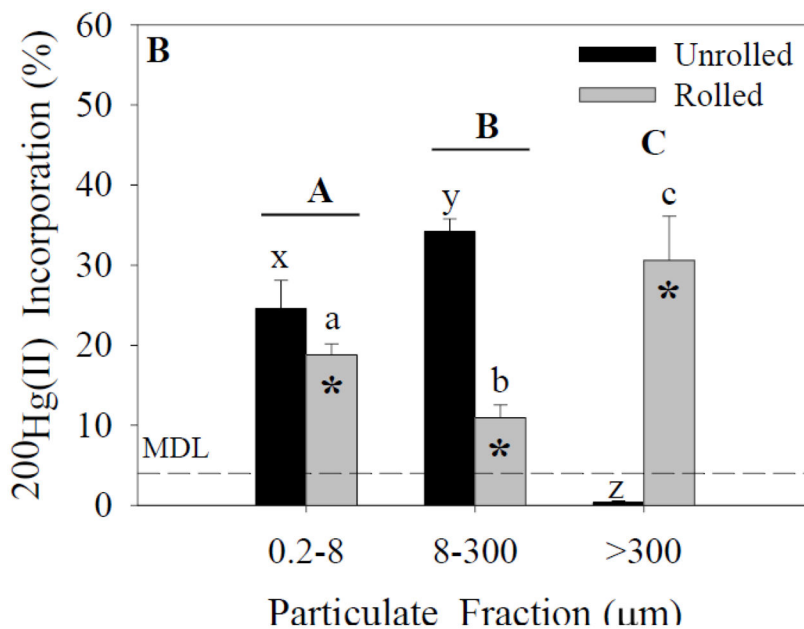 B
Unrolled
Rolled
60
50
40
30
20
10
0
200Hg(II) Incorporation (%)
A
B
C
x
a
*
y
b
*
z
c
*
MDL
0.2-8
8-300
>300
Particulate Fraction (μm)